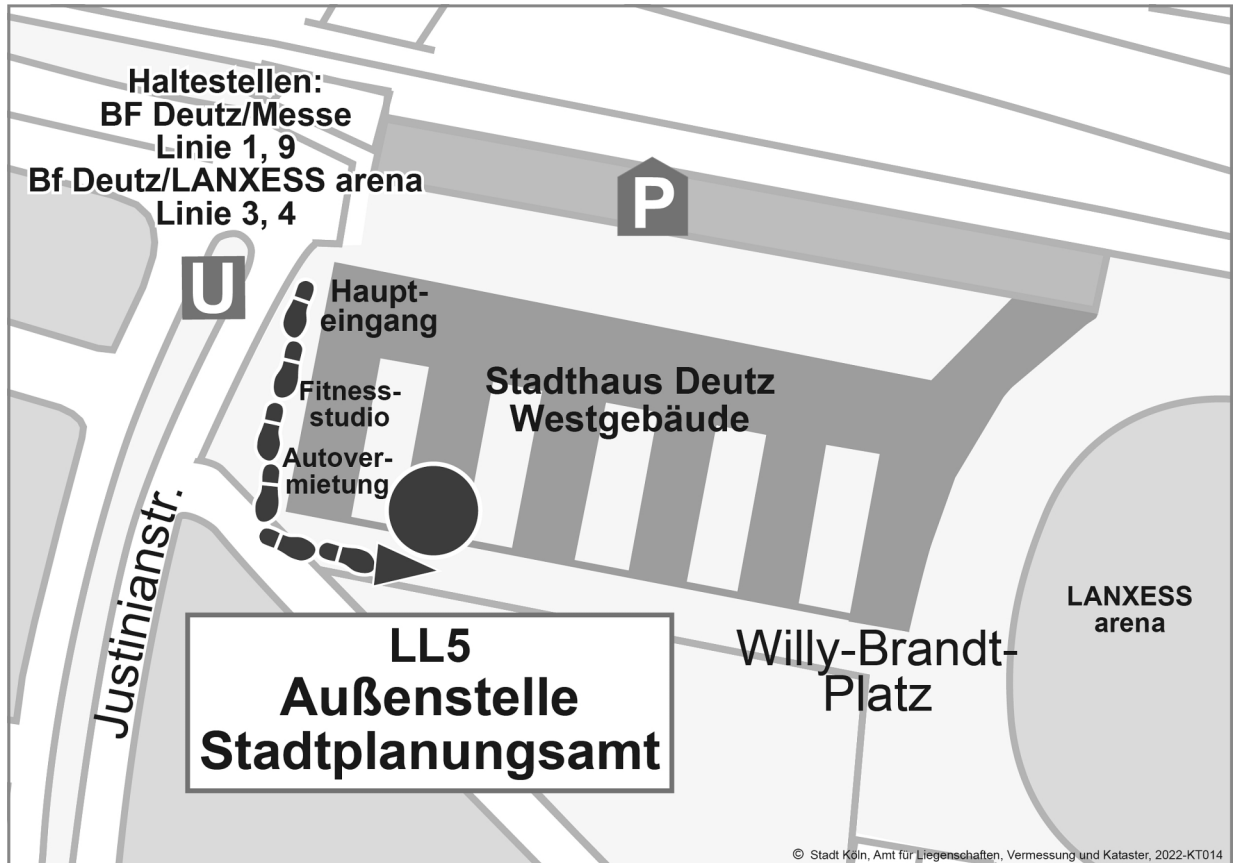 Haltestellen:
BF Deutz/Messe
Linie 1, 9
Bf Deutz/LANXESS arena
Linie 3, 4
P
U
Haupt-
eingang
Fitness-
studio
Autover-
mietung
Stadthaus Deutz
Westgebäude
Justinianstr.
LL5
Außenstelle
Stadtplanungsamt
Willy-Brandt-
Platz
LANXESS
arena
© Stadt Köln, Amt für Liegenschaften, Vermessung und Kataster, 2022-KT014